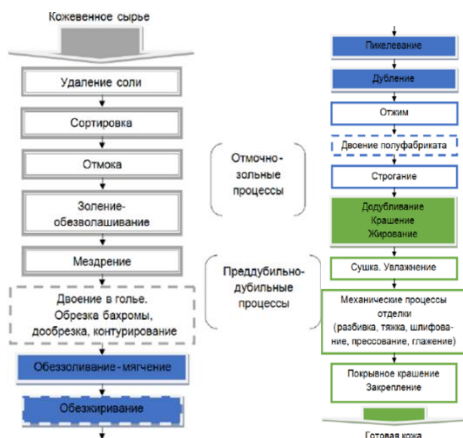 Кожевенное сырье
Удаление соли
Сортировка
Отмока
Золение-
обезволашивание
Мездрение
Двоение в голье.
Обрезка бахромы,
дообрезка, контурирование
Обеззоливание-мягчение
Обезжиривание
Отмочно-
зольные
процессы
Преддубильно-
дубильные
процессы
Пикелевание
Дубление
Отжим
Двоение полуфабриката
Строгание
Додубливание
Крашение
Жирование
Сушка. Увлажнение
Механические процессы
отделки
(разбивка, тяжка, шлифова-
ние, прессование, глажение)
Покрывное крашение
Закрепление
Готовая кожа